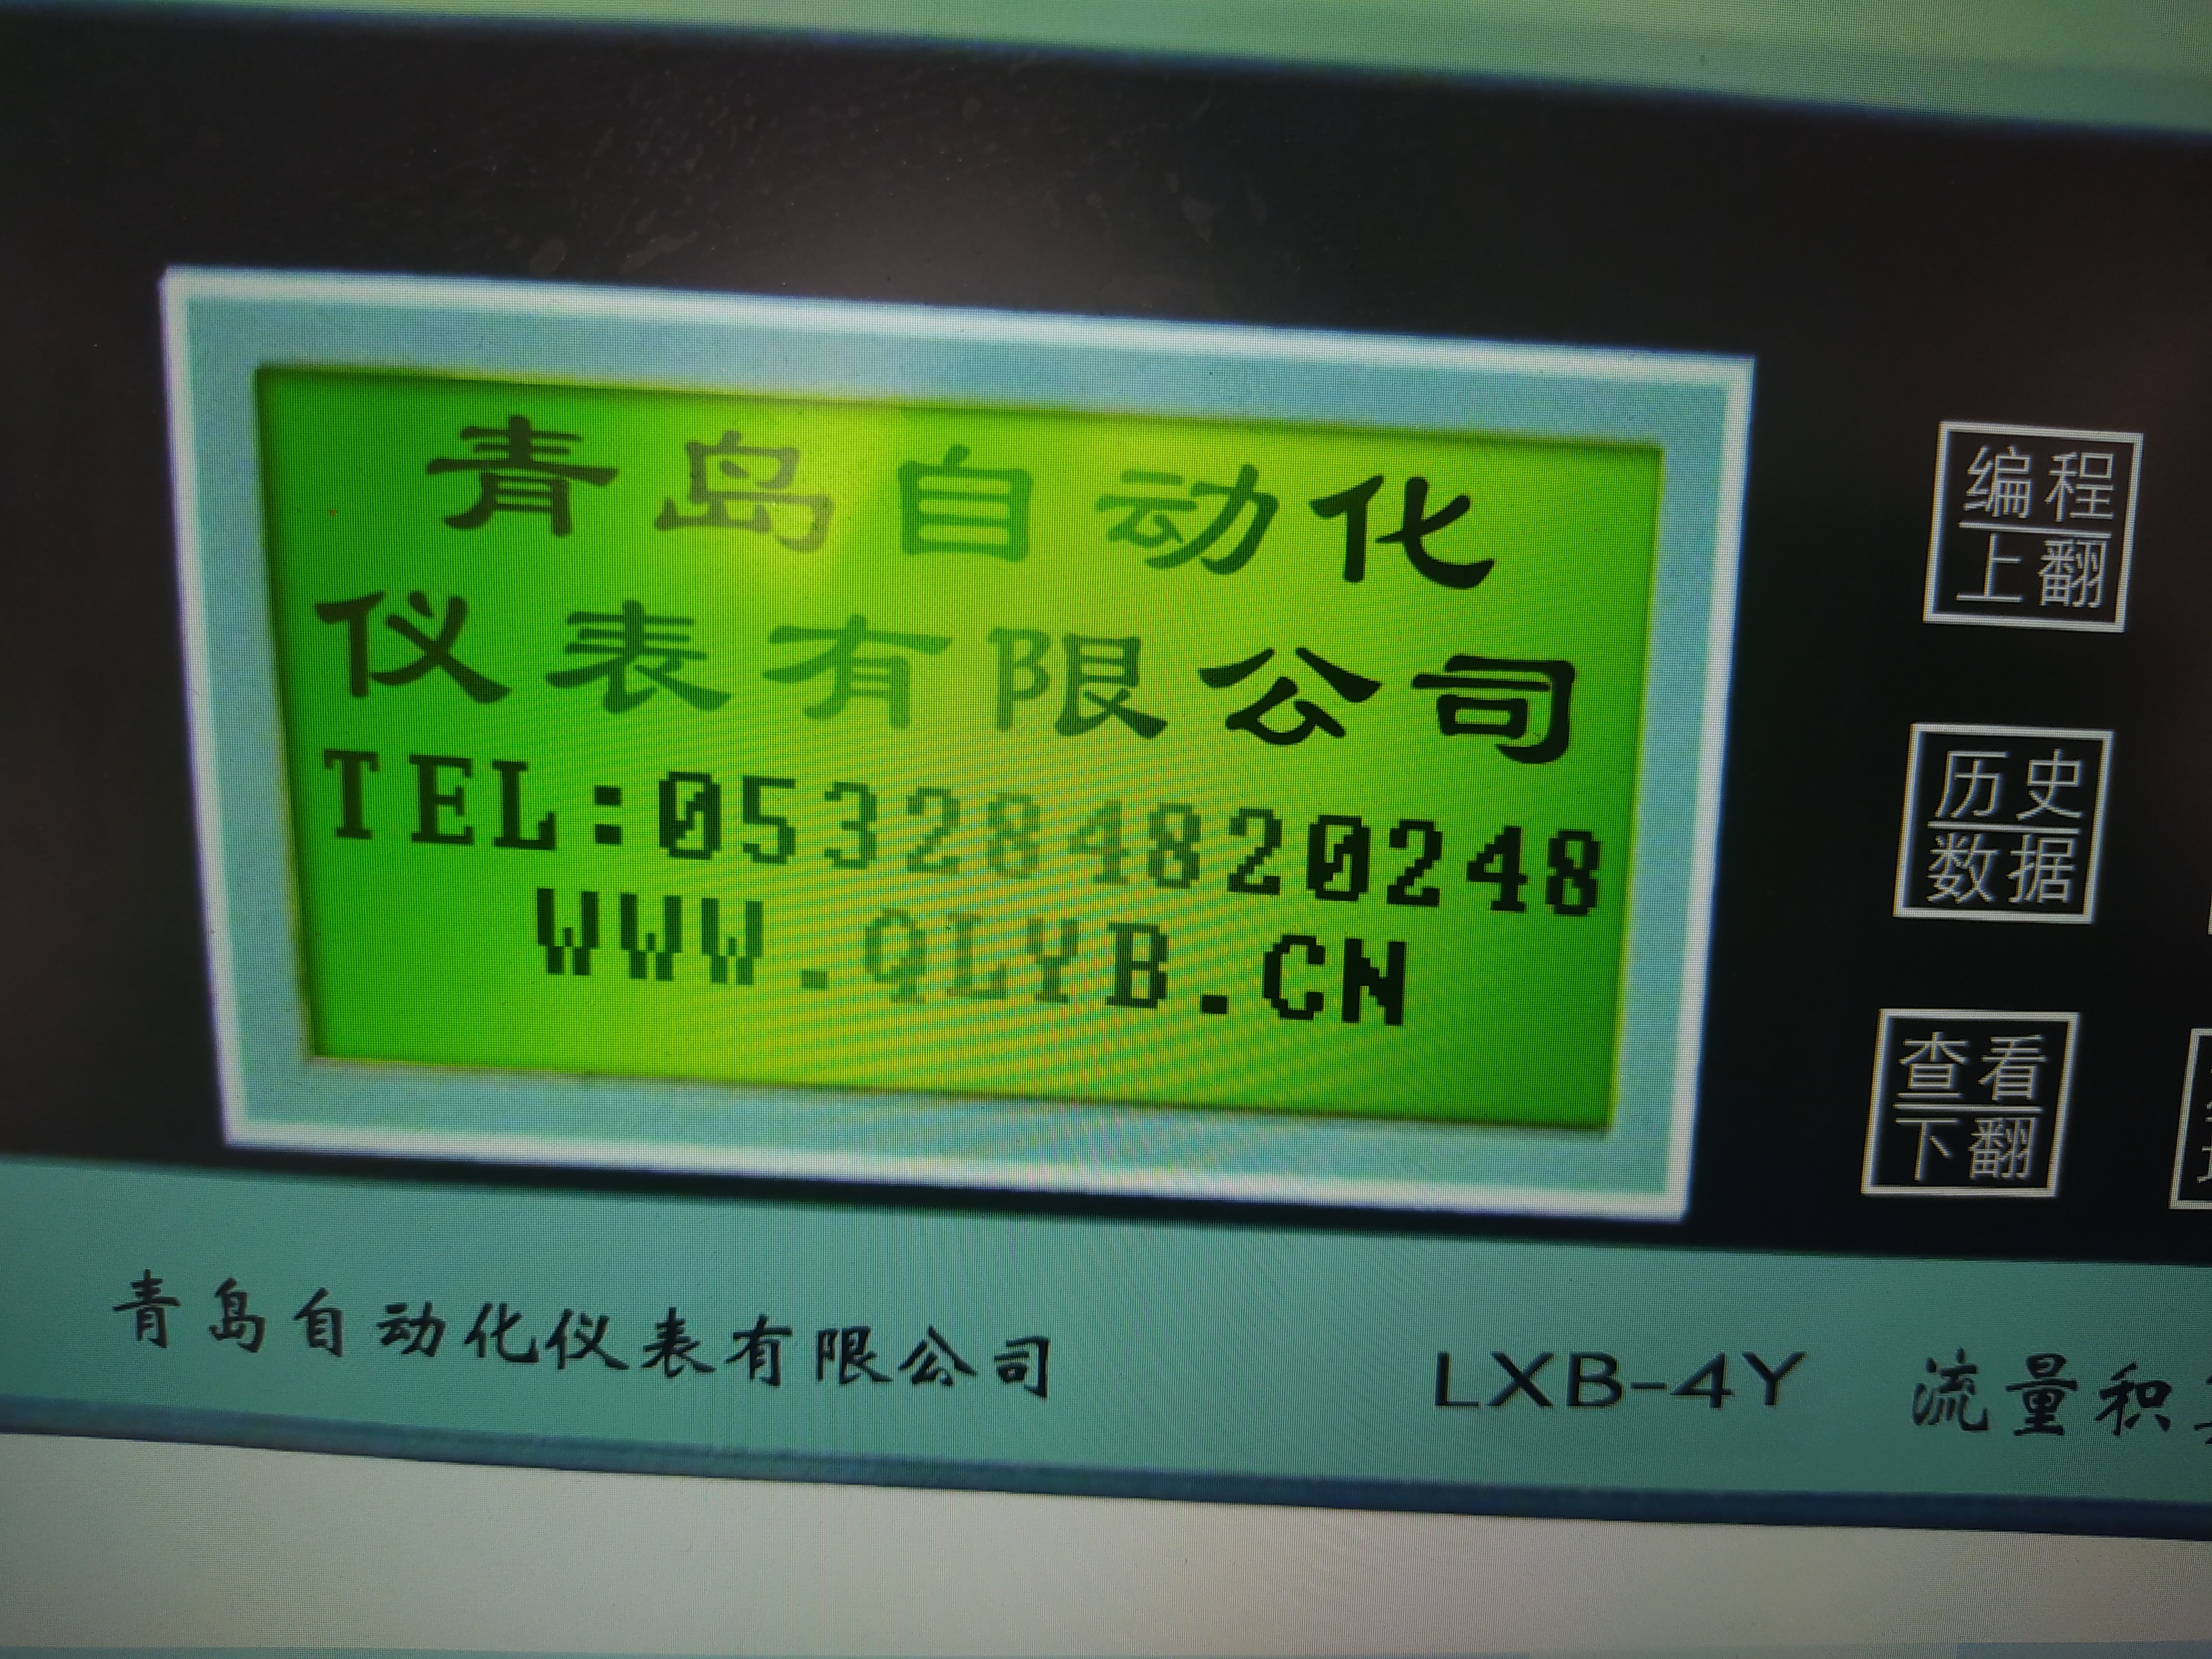 青岛自动化
仪表有限公司
TEL:053284820248
WWW.QLYB.CN
编程
上翻
历史
数据
查看
下翻
青岛自动化仪表有限公司
LXB-4Y 流量积